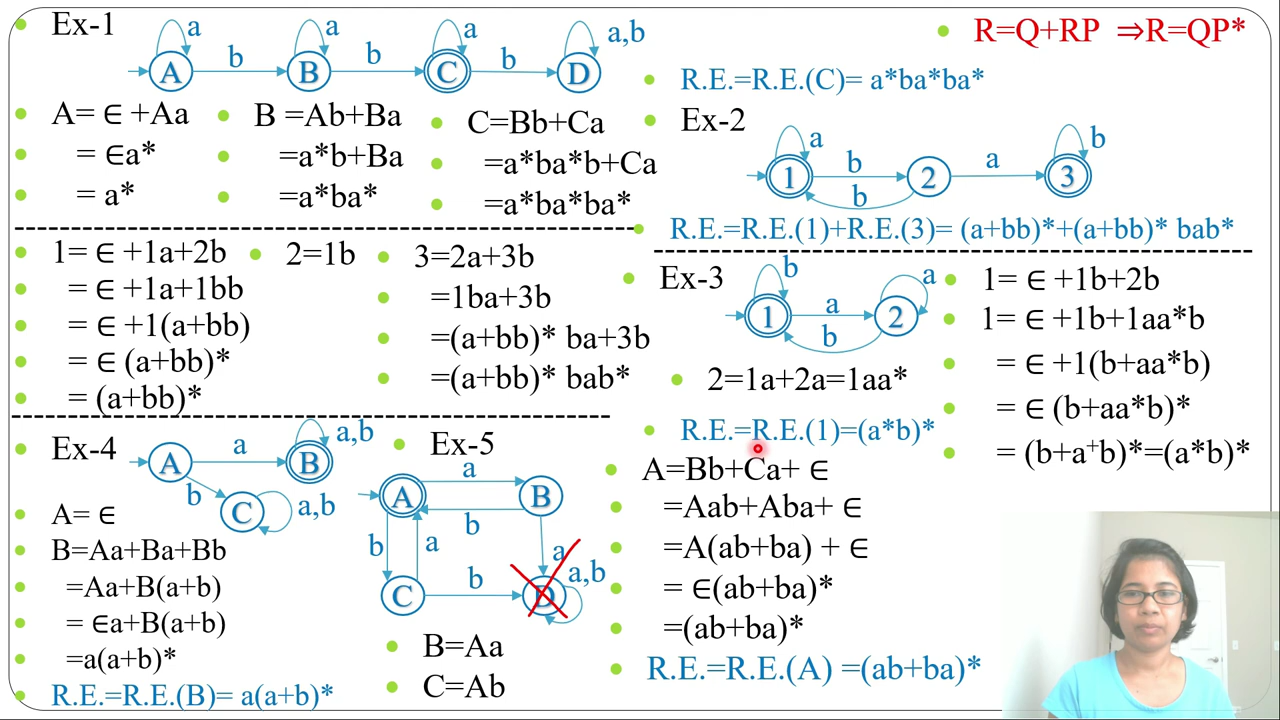 Ex-1
a
a
a
a,b
A
b
B
b
C
b
D
A= ∈ +Aa
= ∈a*
= a*
B =Ab+Ba
=a*b+Ba
=a*ba*
C=Bb+Ca
=a*ba*b+Ca
=a*ba*ba*
R=Q+RP ⇒R=QP*
R.E.=R.E.(C)= a*ba*ba*
Ex-2
a
b
1
b
2
a
3
b
R.E.=R.E.(1)+R.E.(3)= (a+bb)*+(a+bb)* bab*
1= ∈ +1a+2b
= ∈ +1a+1bb
= ∈ +1(a+bb)
= ∈ (a+bb)*
= (a+bb)*
2=1b
3=2a+3b
=1ba+3b
=(a+bb)* ba+3b
=(a+bb)* bab*
Ex-3
b
a
1
a
2
b
2=1a+2a=1aa*
R.E.=R.E.(1)=(a*b)*
1= ∈ +1b+2b
1= ∈ +1b+1aa*b
= ∈ +1(b+aa*b)
= ∈ (b+aa*b)*
= (b+a⁺b)*=(a*b)*
Ex-4
a,b
A
a
B
b
C
a,b
A= ∈
B=Aa+Ba+Bb
=Aa+B(a+b)
= ∈a+B(a+b)
=a(a+b)*
R.E.=R.E.(B)= a(a+b)*
Ex-5
a
A
B
b
b
a
a
a,b
C
b
D
B=Aa
C=Ab
A=Bb+Ca+ ∈
=Aab+Aba+ ∈
=A(ab+ba) + ∈
= ∈(ab+ba)*
=(ab+ba)*
R.E.=R.E.(A) =(ab+ba)*